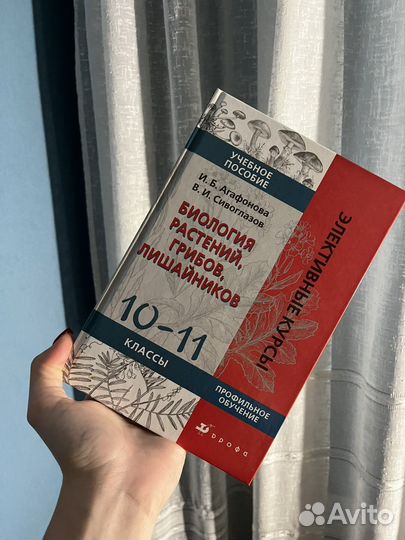 УЧЕБНОЕ
ПОСОБИЕ
И. Б. Агафонова
В. И. Сивоглазов
БИОЛОГИЯ
РАСТЕНИЙ,
ГРИБОВ,
ЛИШАЙНИКОВ
10-11
КЛАССЫ
ПРОФИЛЬНОЕ
ОБУЧЕНИЕ
дрофа
ЭЛЕКТИВНЫЕ КУРСЫ
Avito